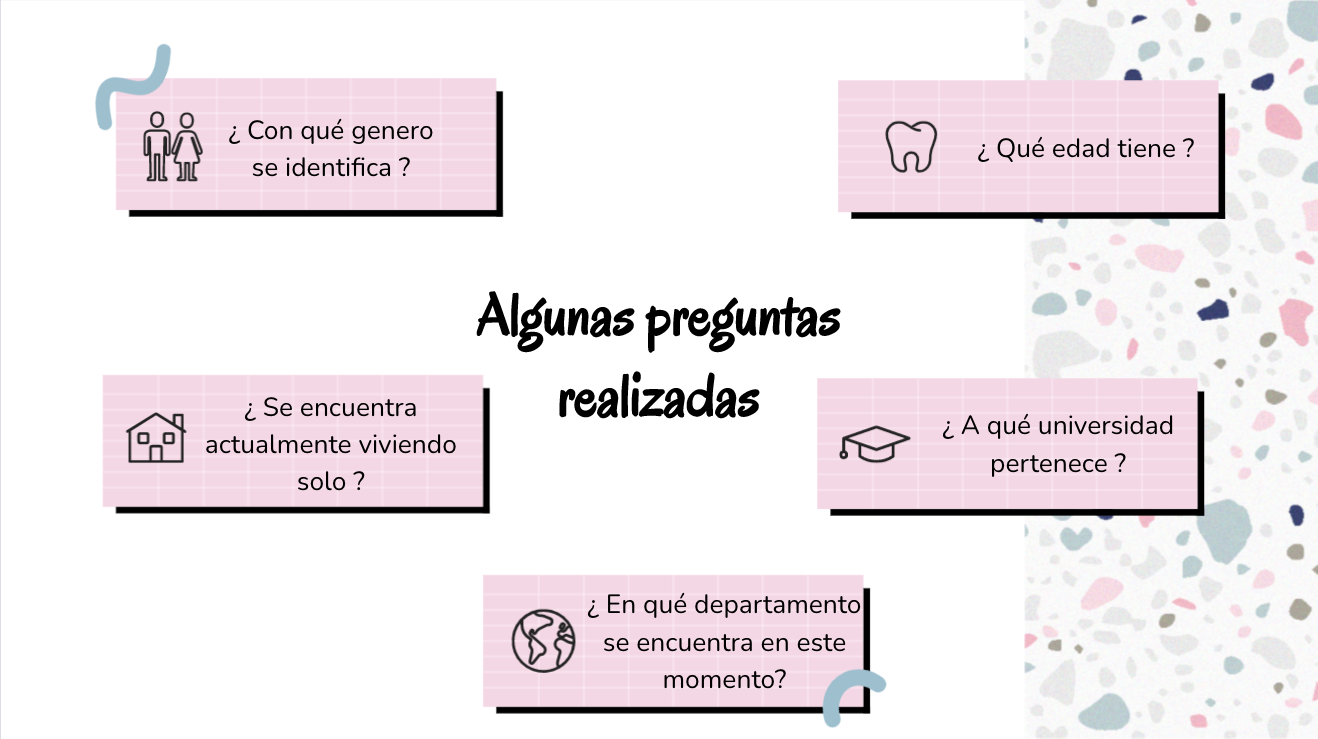 ¿ Con qué genero
se identifica ?
¿ Qué edad tiene ?
Algunas preguntas
realizadas
¿ Se encuentra
actualmente viviendo
solo ?
¿ A qué universidad
pertenece ?
¿ En qué departamento
se encuentra en este
momento?